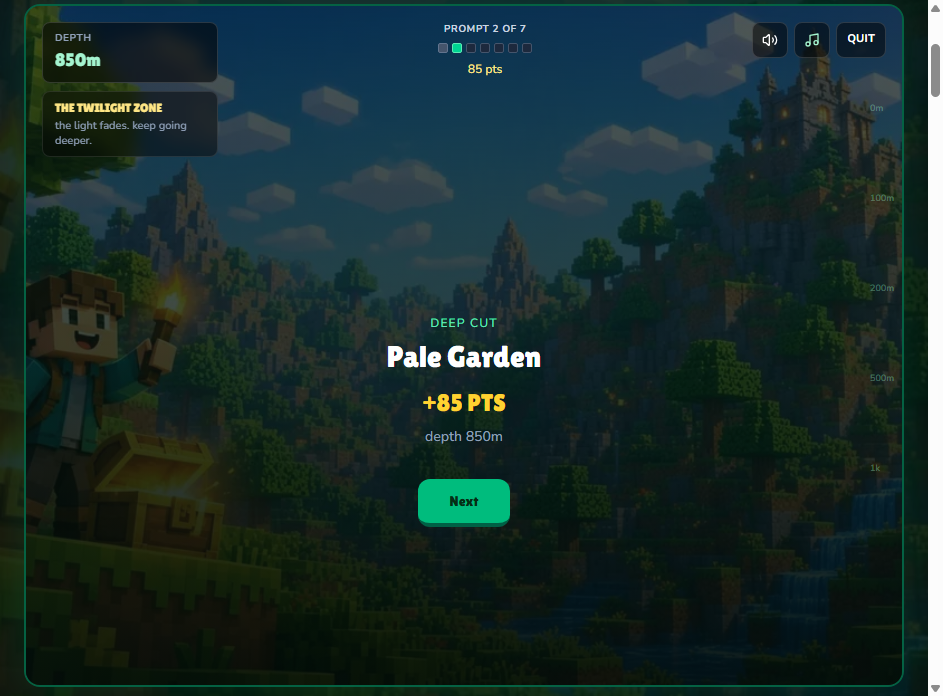 DEPTH
850m
THE TWILIGHT ZONE
the light fades. keep going
deeper.
PROMPT 2 OF 7
85 pts
QUIT
0m
100m
200m
500m
1k
DEEP CUT
Pale Garden
+85 PTS
depth 850m
Next